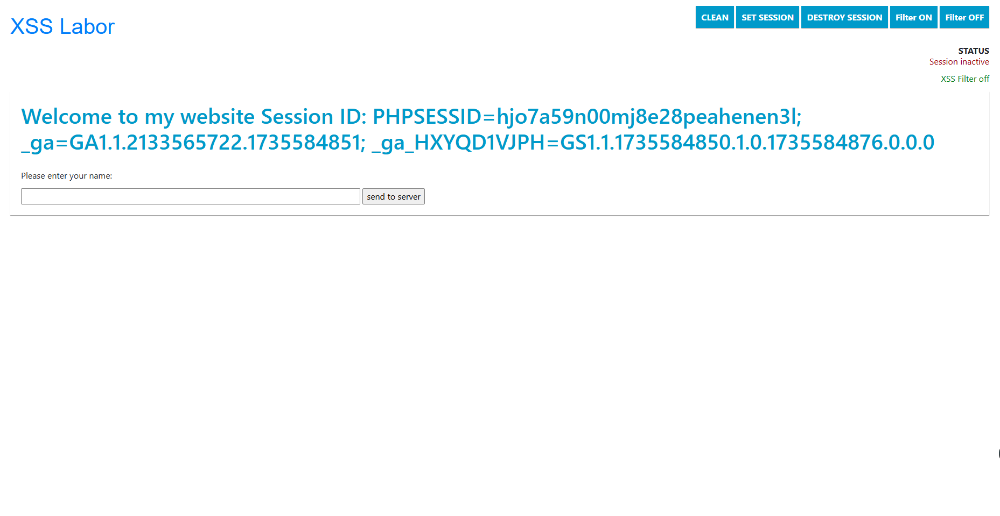 XSS Labor
CLEAN
SET SESSION
DESTROY SESSION
Filter ON
Filter OFF
STATUS
Session inactive
XSS Filter off
Welcome to my website Session ID: PHPSESSID=hjo7a59n00mj8e28peahenen3l;
_ga=GA1.1.2133565722.1735584851; _ga_HXYQD1VJPH=GS1.1.1735584850.1.0.1735584876.0.0.0
Please enter your name:
send to server